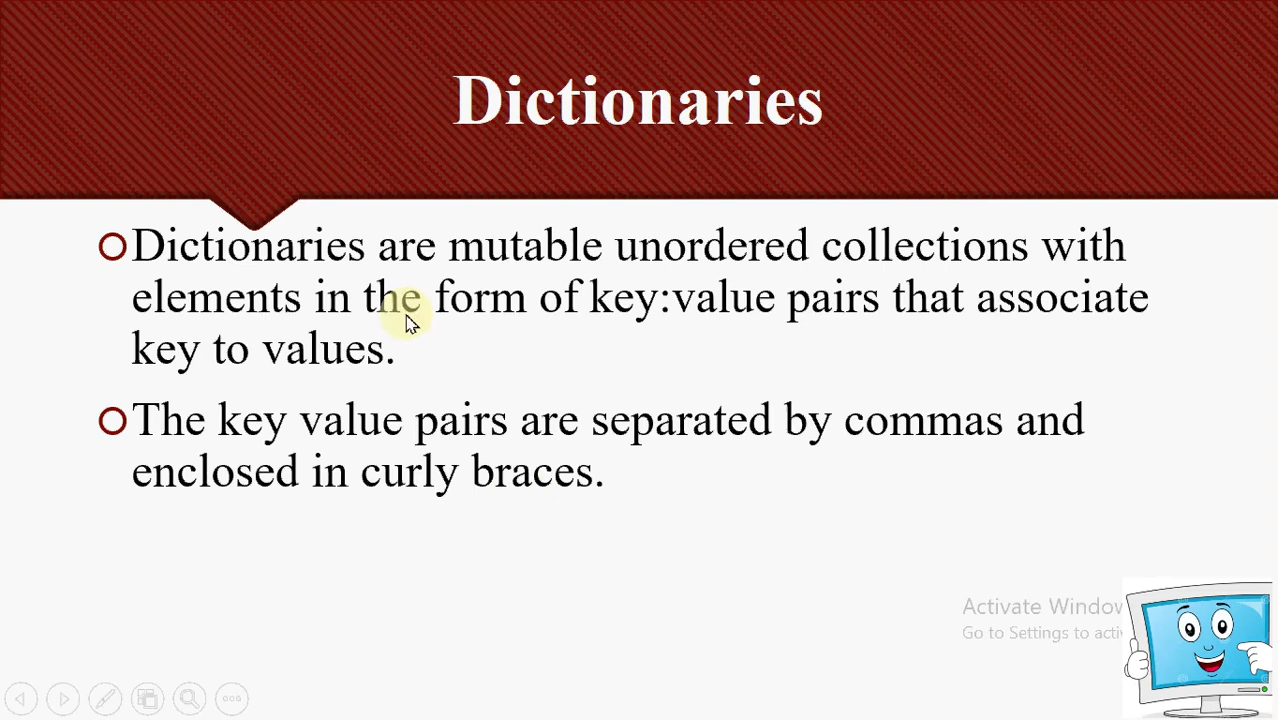 Dictionaries
Dictionaries are mutable unordered collections with
elements in the form of key:value pairs that associate
key to values.
The key value pairs are separated by commas and
enclosed in curly braces.
Activate Window
Go to Settings to activ